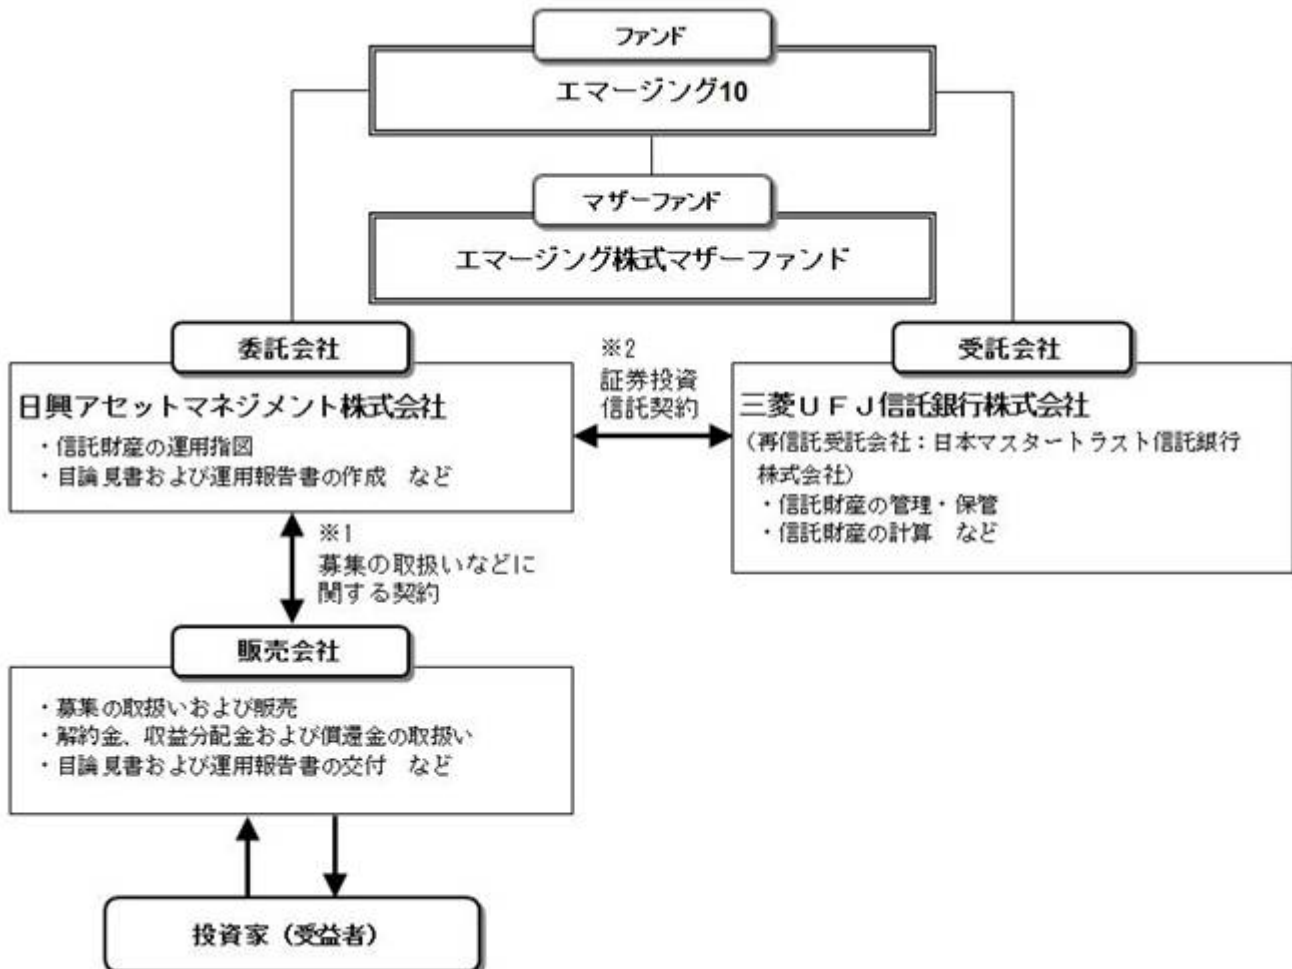 ファンド
エマージング10
マザーファンド
エマージング株式マザーファンド
委託会社
日興アセットマネジメント株式会社
・信託財産の運用指図
・目論見書および運用報告書の作成　など
※2
証券投資
信託契約
受託会社
三菱ＵＦＪ信託銀行株式会社
（再信託受託会社：日本マスタートラスト信託銀行
株式会社）
・信託財産の管理・保管
・信託財産の計算　など
※1
募集の取扱いなどに
関する契約
販売会社
・募集の取扱いおよび販売
・解約金、収益分配金および償還金の取扱い
・目論見書および運用報告書の交付　など
投資家（受益者）